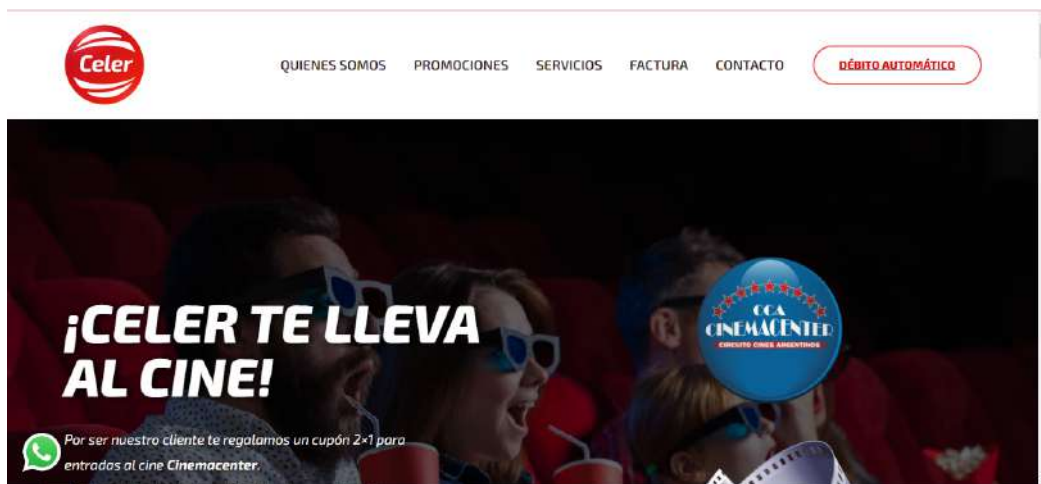 Celer
QUIENES SOMOS PROMOCIONES SERVICIOS FACTURA CONTACTO DÉBITO AUTOMÁTICO
¡CELER TE LLEVA
AL CINE!
CCA
CINEMACENTER
CIRCUITO CINES ARGENTINOS
Por ser nuestro cliente te regalamos un cupón 2×1 para
entradas al cine Cinemacenter.